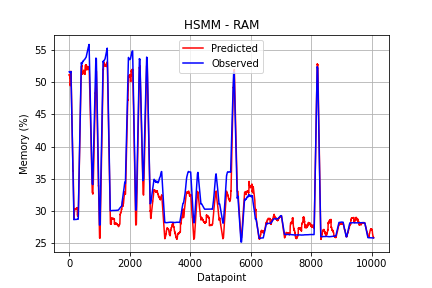 HSMM - RAM
Predicted
Observed
Memory (%)
55
50
45
40
35
30
25
0
2000
4000
6000
8000
10000
Datapoint